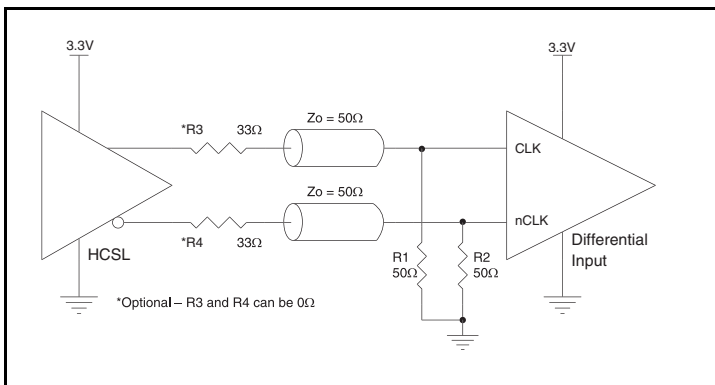 3.3V
3.3V
*R3
33Ω
Zo = 50Ω
CLK
Zo = 50Ω
nCLK
*R4
33Ω
HCSL
R1
50Ω
R2
50Ω
Differential
Input
*Optional – R3 and R4 can be 0Ω